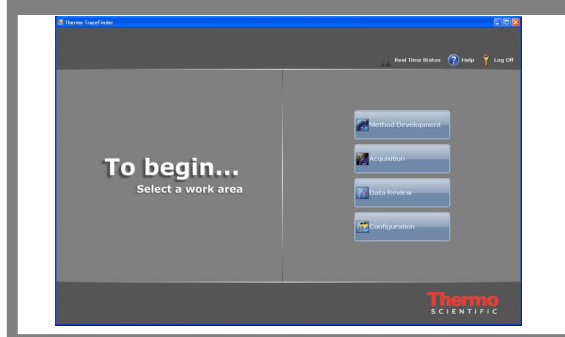 Thermo TraceFinder
Real Time Status Help Log Off
To begin...
Select a work area
Method Development
Acquisition
Data Review
Configuration
Thermo
SCIENTIFIC